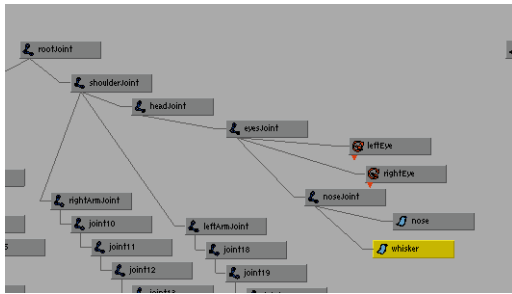 rootJoint
shoulderJoint
headJoint
eyesJoint
leftEye
rightEye
noseJoint
rightArmJoint
nose
joint10
leftArmJoint
joint11
joint18
whisker
joint12
joint19